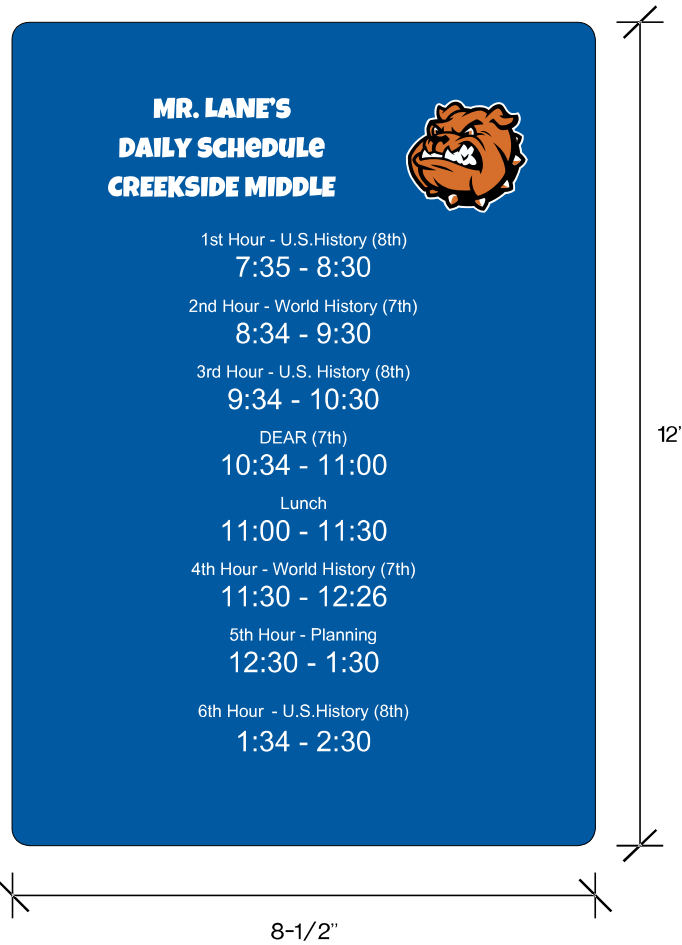 MR. LANE'S
DAILY SCHEDULE
CREEKSIDE MIDDLE
1st Hour - U.S.History (8th)
7:35 - 8:30
2nd Hour - World History (7th)
8:34 - 9:30
3rd Hour - U.S. History (8th)
9:34 - 10:30
DEAR (7th)
10:34 - 11:00
Lunch
11:00 - 11:30
4th Hour - World History (7th)
11:30 - 12:26
5th Hour - Planning
12:30 - 1:30
6th Hour - U.S.History (8th)
1:34 - 2:30
12"
8-1/2"